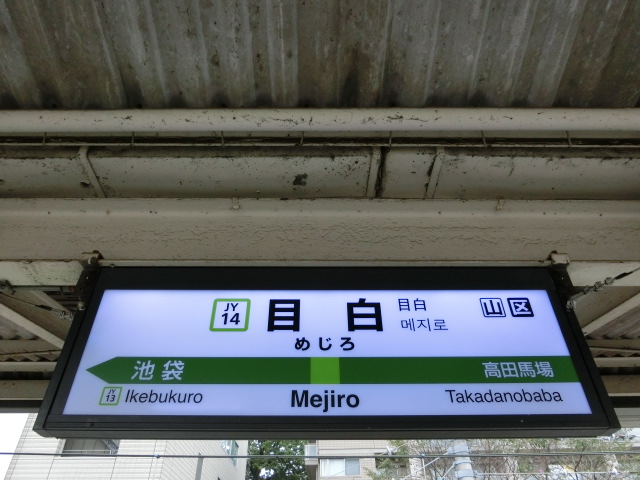 JY
14
目白
目白
메지로
山 区
めじろ
池袋
高田馬場
JY
13
Ikebukuro
Mejiro
Takadanobaba